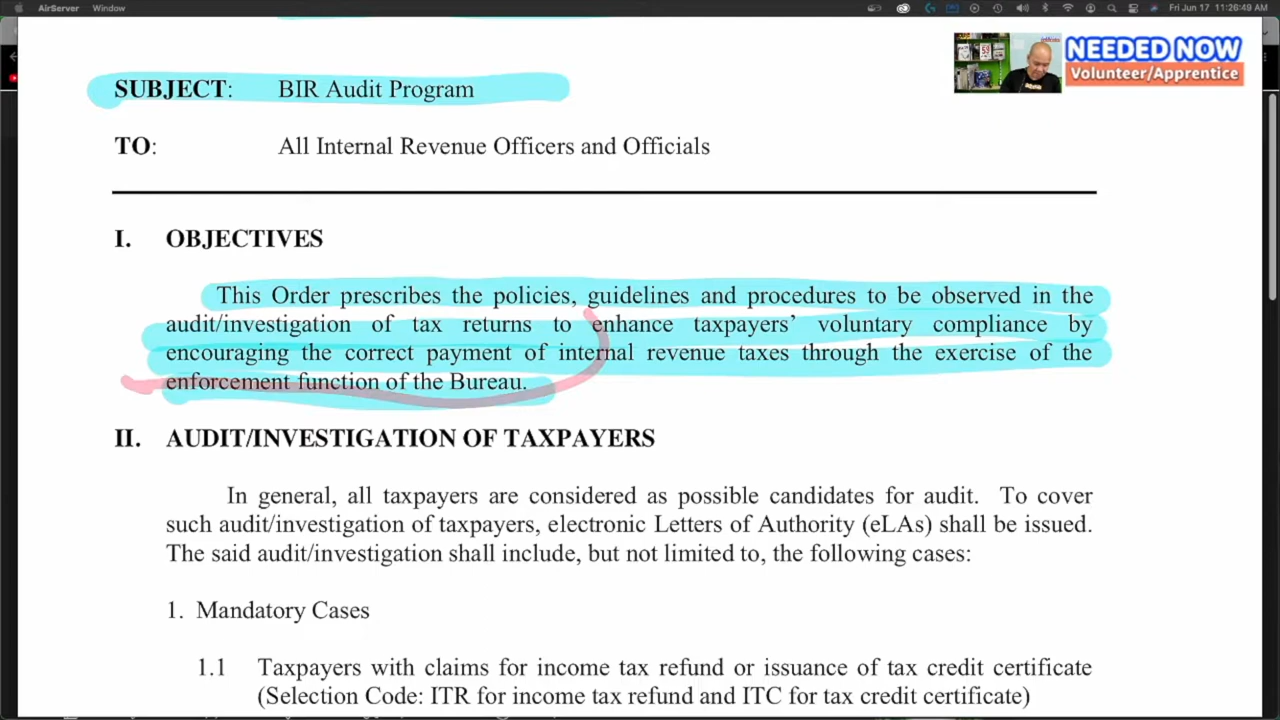 AirServer Window Fri Jun 17 11:26:49 AM
NEEDED NOW
Volunteer/Apprentice
SUBJECT: BIR Audit Program
TO: All Internal Revenue Officers and Officials
I. OBJECTIVES
This Order prescribes the policies, guidelines and procedures to be observed in the
audit/investigation of tax returns to enhance taxpayers’ voluntary compliance by
encouraging the correct payment of internal revenue taxes through the exercise of the
enforcement function of the Bureau.
II. AUDIT/INVESTIGATION OF TAXPAYERS
In general, all taxpayers are considered as possible candidates for audit. To cover
such audit/investigation of taxpayers, electronic Letters of Authority (eLAs) shall be issued.
The said audit/investigation shall include, but not limited to, the following cases:
1. Mandatory Cases
1.1 Taxpayers with claims for income tax refund or issuance of tax credit certificate
(Selection Code: ITR for income tax refund and ITC for tax credit certificate)